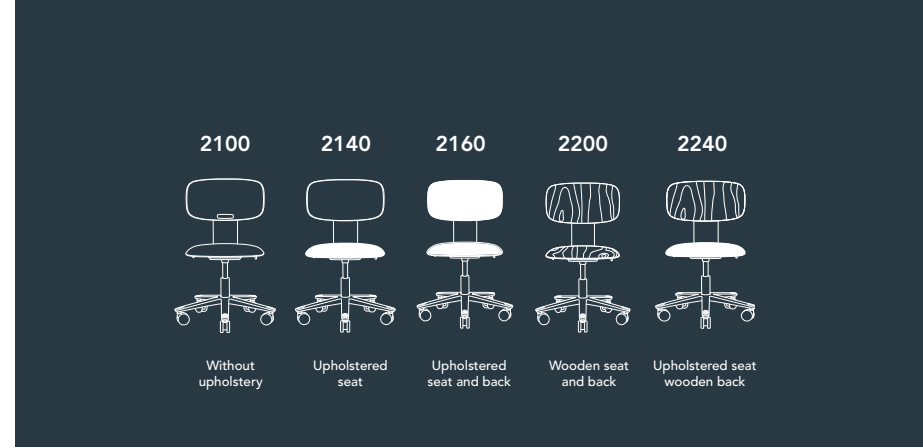 2100 2140 2160 2200 2240
Without Upholstered Upholstered Wooden seat Upholstered seat
upholstery seat seat and back and back wooden back